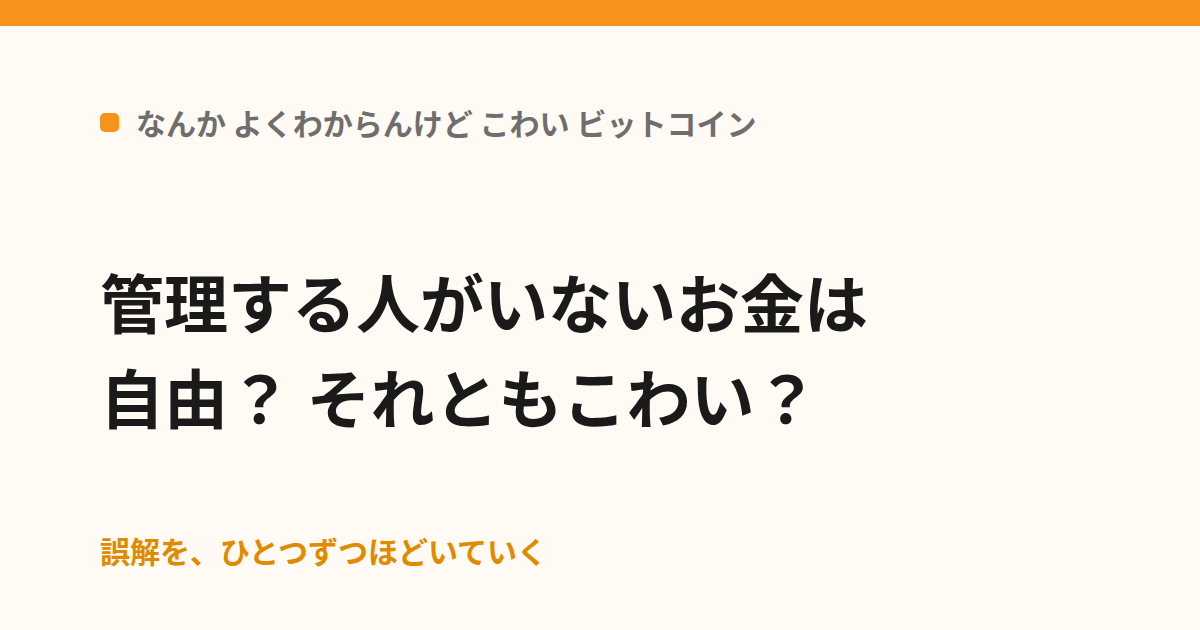 なんか よくわからんけど こわい ビットコイン
管理する人がいないお金は
自由？ それともこわい？
誤解を、ひとつずつほどいていく